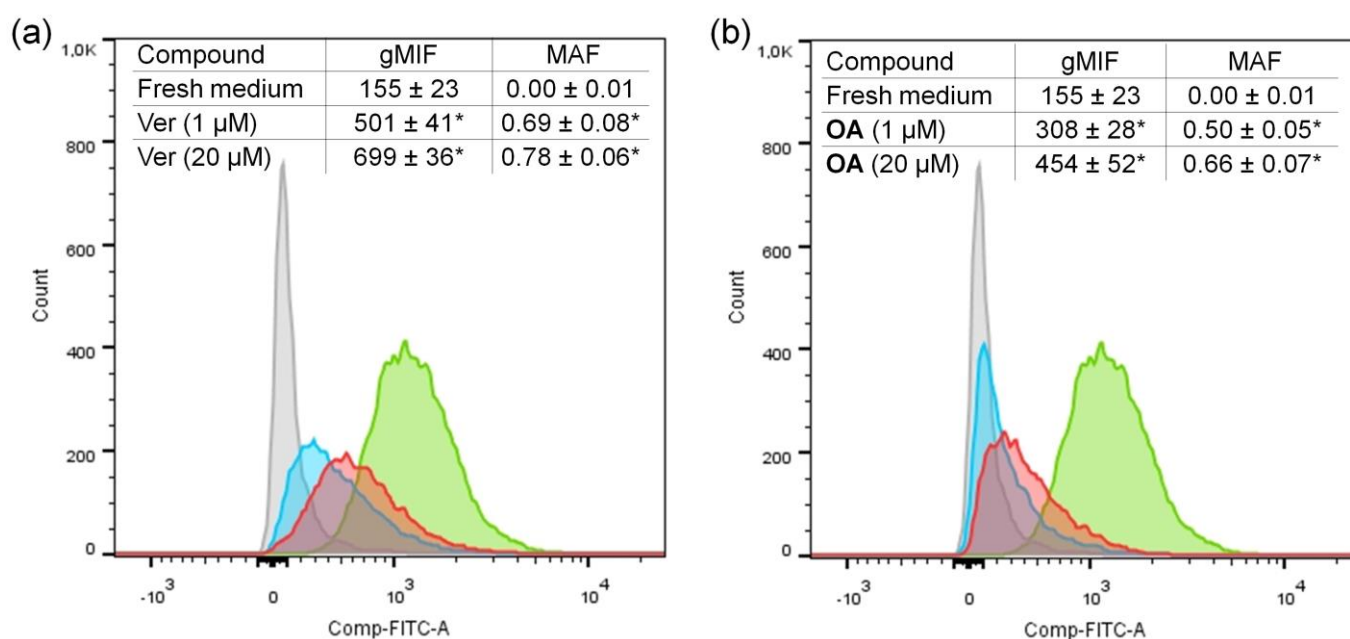 (a)
1,0K
Compound gMIF MAF
Fresh medium 155 ± 23 0.00 ± 0.01
Ver (1 µM) 501 ± 41* 0.69 ± 0.08*
Ver (20 µM) 699 ± 36* 0.78 ± 0.06*
800
600
400
200
0
Count
-10³ 0 10³ 10⁴
Comp-FITC-A
(b)
1,0K
Compound gMIF MAF
Fresh medium 155 ± 23 0.00 ± 0.01
OA (1 µM) 308 ± 28* 0.50 ± 0.05*
OA (20 µM) 454 ± 52* 0.66 ± 0.07*
800
600
400
200
0
Count
-10³ 0 10³ 10⁴
Comp-FITC-A